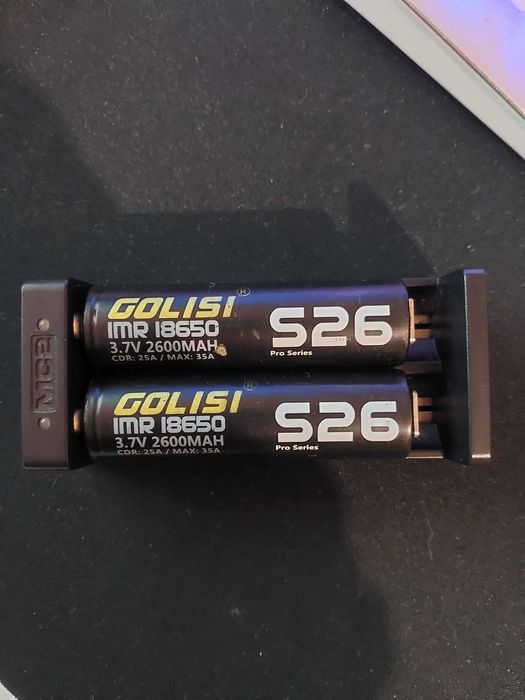 MC2
GOLISI®
IMR 18650
3.7V 2600MAH
CDR: 25A / MAX: 35A
S26
Pro Series
GOLISI®
IMR 18650
3.7V 2600MAH
CDR: 25A / MAX: 35A
S26
Pro Series